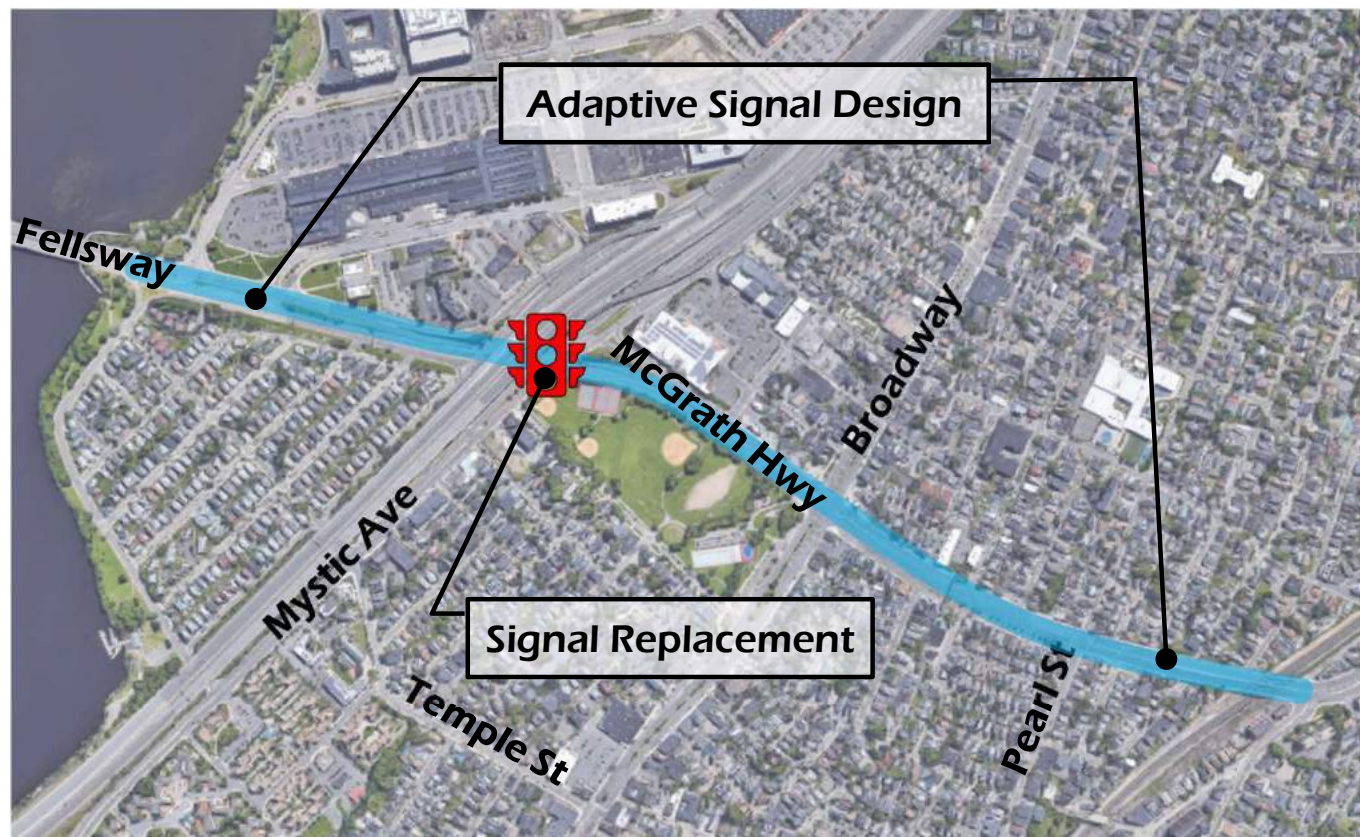 Adaptive Signal Design
Fellsway
McGrath Hwy
Broadway
Mystic Ave
Signal Replacement
Temple St
Pearl St